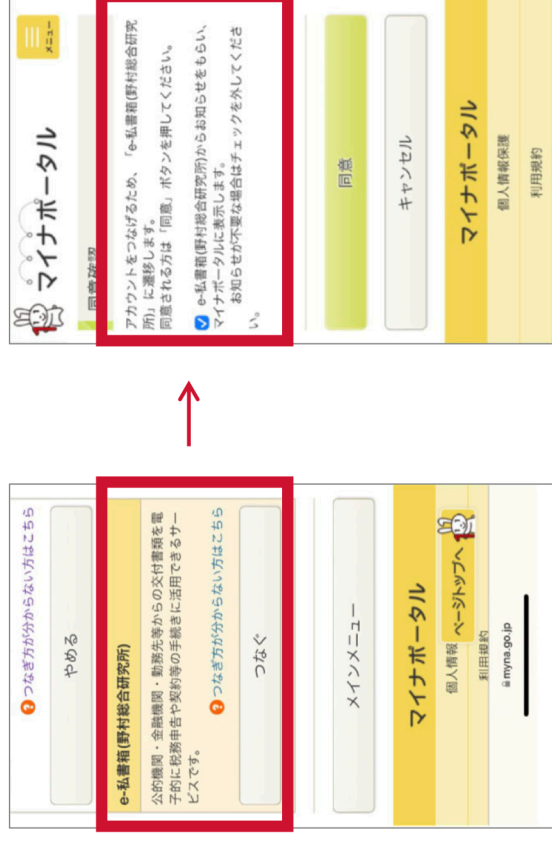 ❓つなぎ方が分からない方はこちら
やめる
e-私書箱(野村総合研究所)
公的機関・金融機関・勤務先等からの交付書類を電
子的に税務申告や契約等の手続きに活用できるサー
ビスです。
❓つなぎ方が分からない方はこちら
つなぐ
メインメニュー
マイナポータル
個人情報
ページトップへ
利用規約
myna.go.jp
マイナポータル
メニュー
同意確認
アカウントをつなげるため、「e-私書箱(野村総合研究
所)」に遷移します。
同意される方は「同意」ボタンを押してください。
e-私書箱(野村総合研究所)からお知らせをもらい、
マイナポータルに表示します。
お知らせが不要な場合はチェックを外してくださ
い。
同意
キャンセル
マイナポータル
個人情報保護
利用規約